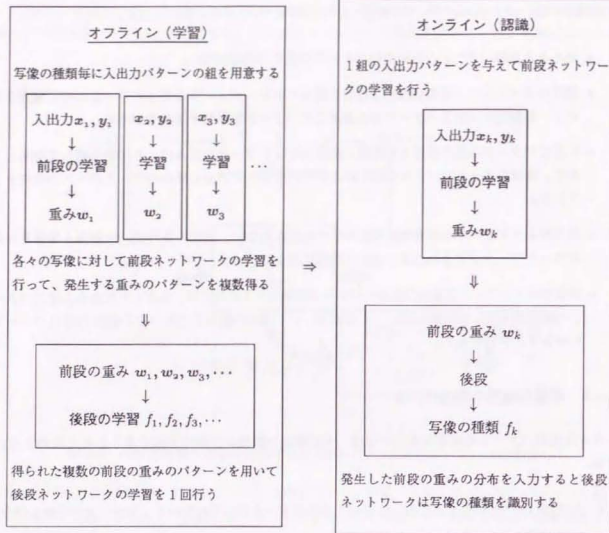 オフライン（学習）
写像の種類毎に入出力パターンの組を用意する
入出力x₁, y₁
↓
前段の学習
↓
重みw₁
x₂, y₂
↓
学習
↓
w₂
x₃, y₃
↓
学習
↓
w₃
…
各々の写像に対して前段ネットワークの学習を
行って、発生する重みのパターンを複数得る
⇓
前段の重み w₁, w₂, w₃, …
↓
後段の学習 f₁, f₂, f₃, …
得られた複数の前段の重みのパターンを用いて
後段ネットワークの学習を１回行う
⇒
オンライン（認識）
１組の入出力パターンを与えて前段ネットワー
クの学習を行う
入出力xₖ, yₖ
↓
前段の学習
↓
重みwₖ
⇓
前段の重み wₖ
↓
後段
↓
写像の種類 fₖ
発生した前段の重みの分布を入力すると後段
ネットワークは写像の種類を識別する